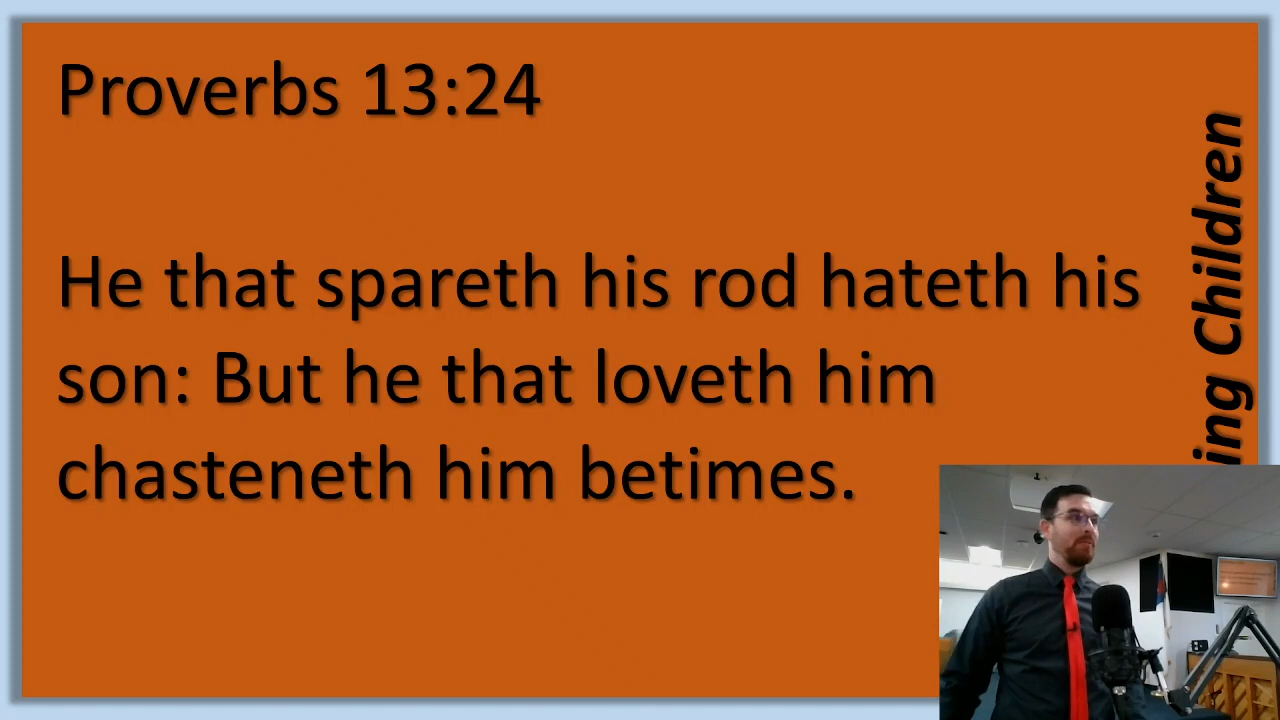 Proverbs 13:24
He that spareth his rod hateth his
son: But he that loveth him
chasteneth him betimes.
ing Children